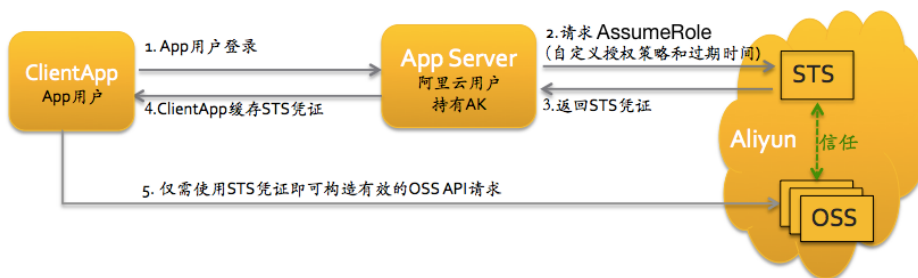 1. App用户登录
2.请求 AssumeRole
(自定义授权策略和过期时间)
ClientApp
App用户
App Server
阿里云用户
持有AK
STS
4.ClientApp缓存STS凭证
3.返回STS凭证
Aliyun
信任
5. 仅需使用STS凭证即可构造有效的OSS API请求
OSS